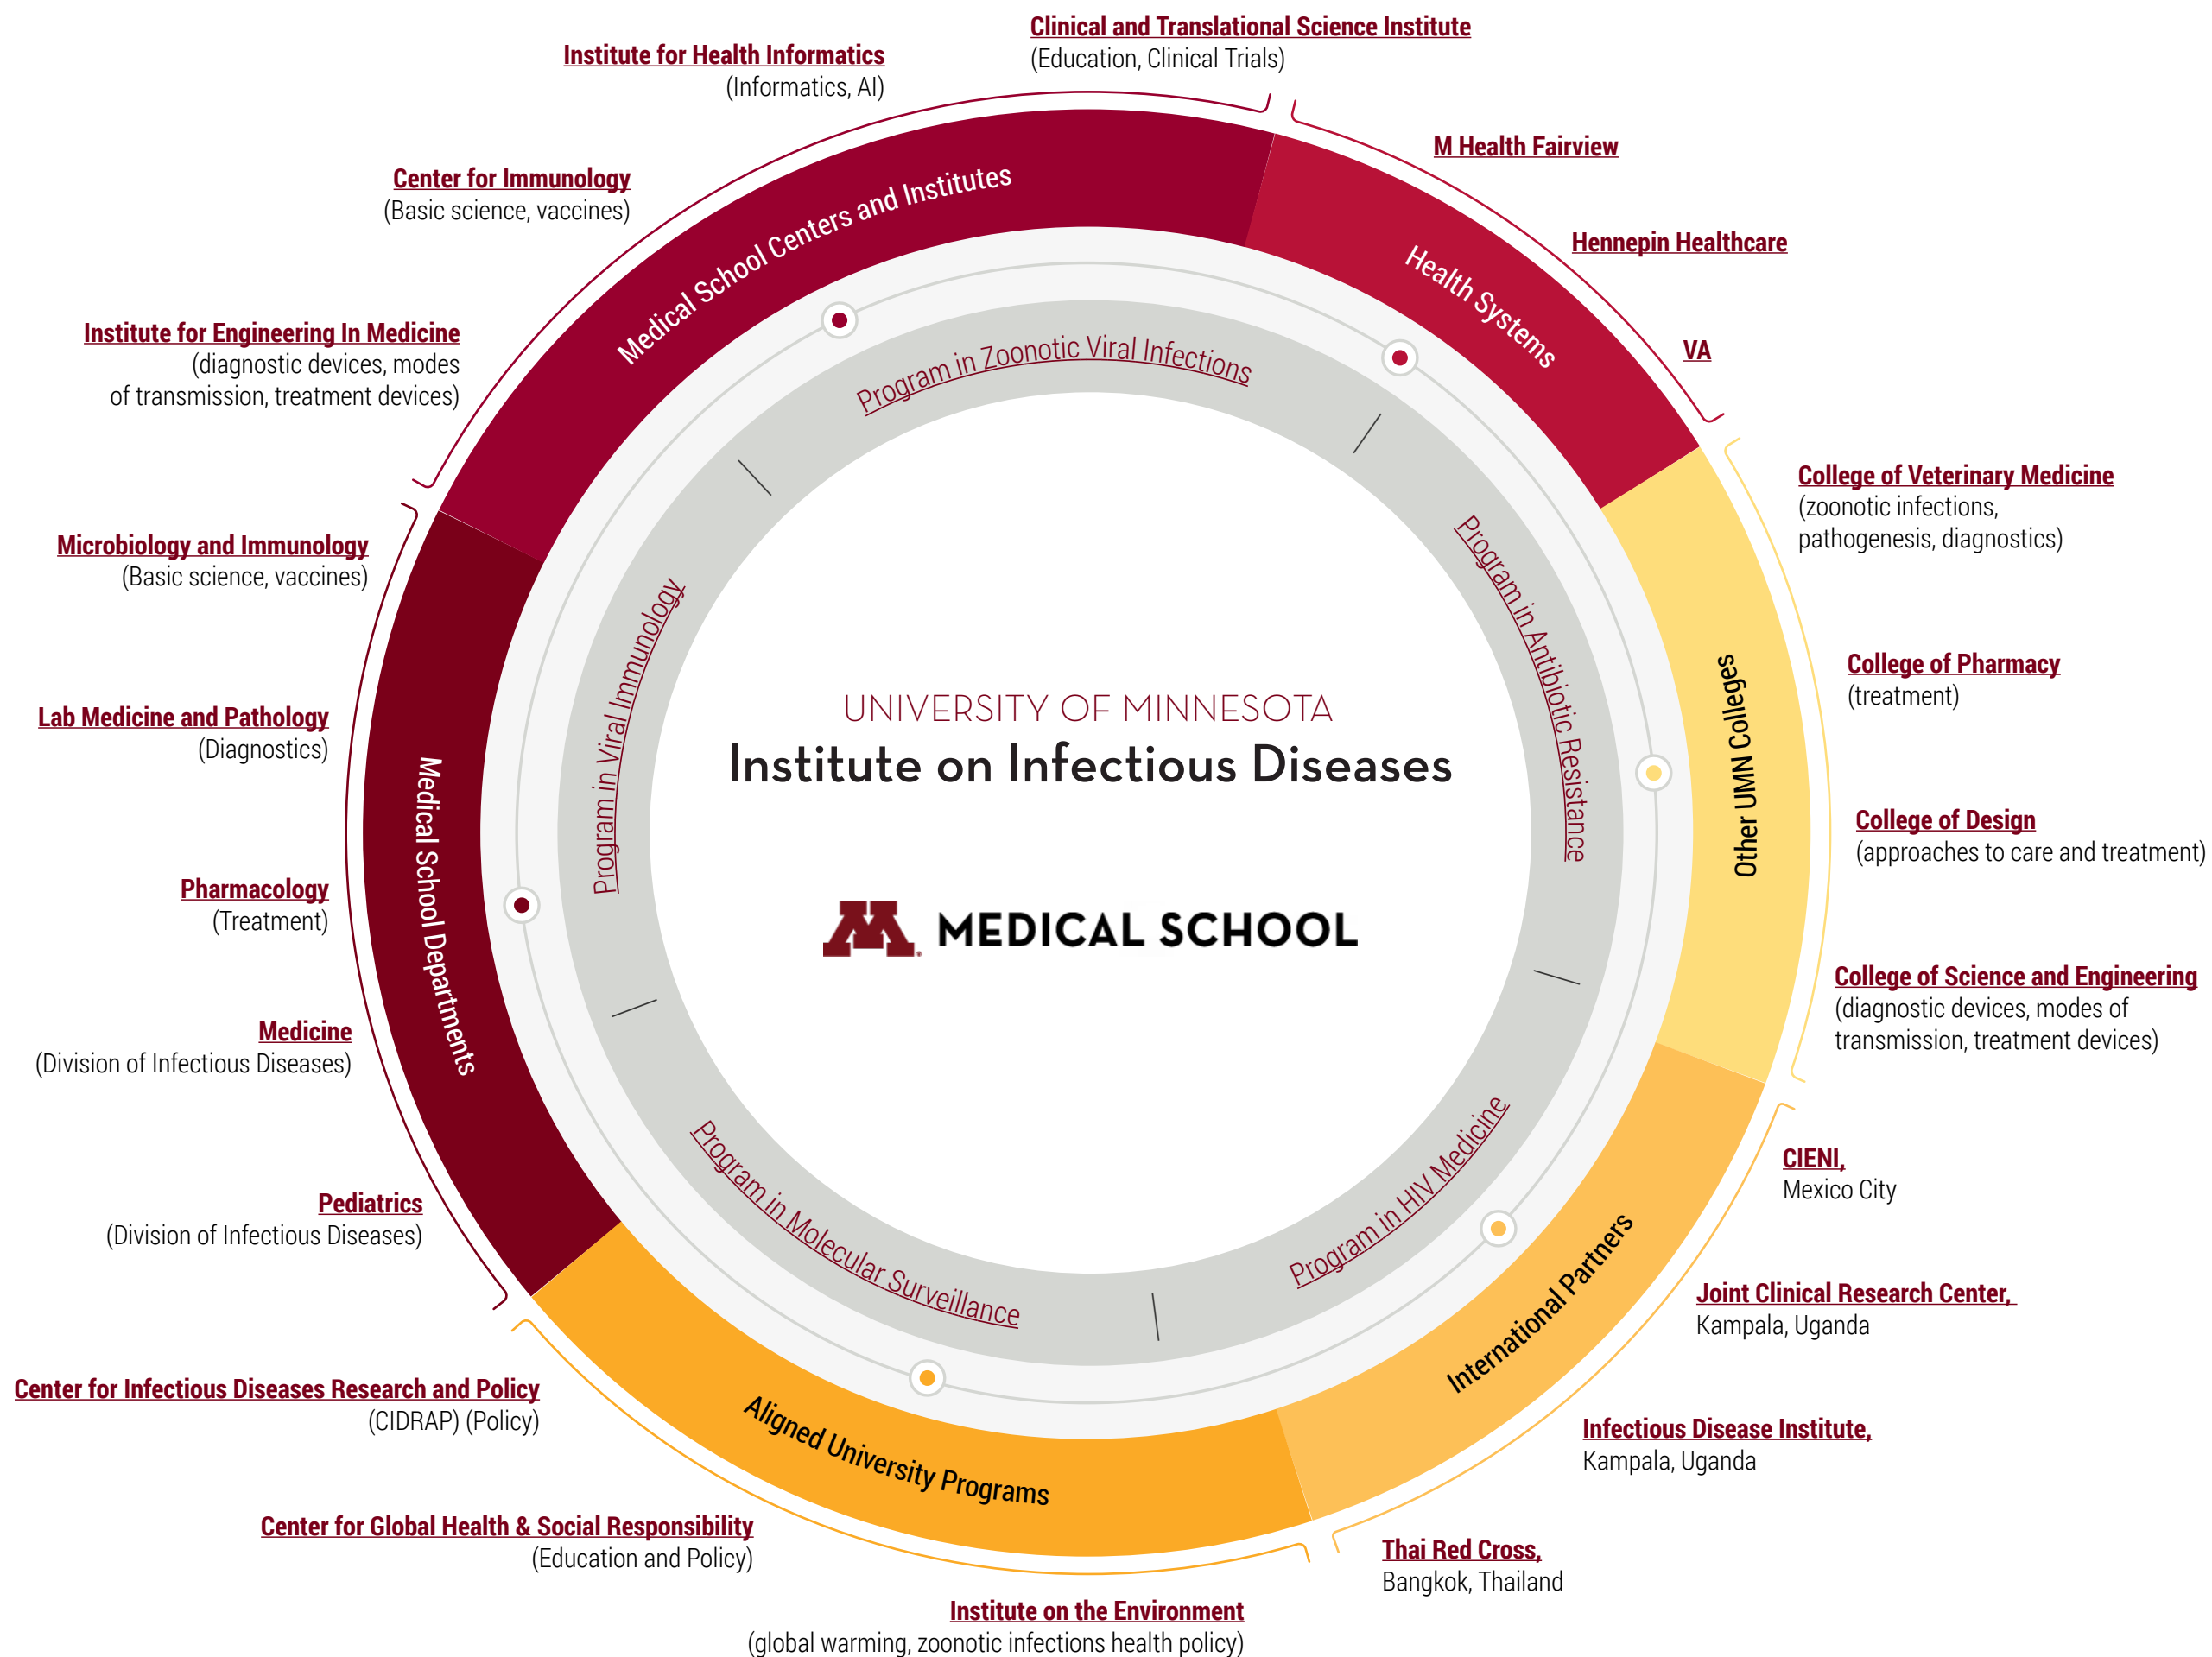 Clinical and Translational Science Institute
(Education, Clinical Trials)
Institute for Health Informatics
(Informatics, AI)
Center for Immunology
(Basic science, vaccines)
Institute for Engineering In Medicine
(diagnostic devices, modes
of transmission, treatment devices)
Microbiology and Immunology
(Basic science, vaccines)
Lab Medicine and Pathology
(Diagnostics)
Pharmacology
(Treatment)
Medicine
(Division of Infectious Diseases)
Pediatrics
(Division of Infectious Diseases)
Center for Infectious Diseases Research and Policy
(CIDRAP) (Policy)
Center for Global Health & Social Responsibility
(Education and Policy)
Institute on the Environment
(global warming, zoonotic infections health policy)
M Health Fairview
Hennepin Healthcare
VA
College of Veterinary Medicine
(zoonotic infections,
pathogenesis, diagnostics)
College of Pharmacy
(treatment)
College of Design
(approaches to care and treatment)
College of Science and Engineering
(diagnostic devices, modes of
transmission, treatment devices)
CIENI,
Mexico City
Joint Clinical Research Center,
Kampala, Uganda
Infectious Disease Institute,
Kampala, Uganda
Thai Red Cross,
Bangkok, Thailand
Medical School Centers and Institutes
Health Systems
Other UMN Colleges
International Partners
Aligned University Programs
Medical School Departments
Program in Zoonotic Viral Infections
Program in Antibiotic Resistance
Program in HIV Medicine
Program in Molecular Surveillance
Program in Viral Immunology
UNIVERSITY OF MINNESOTA
Institute on Infectious Diseases
M MEDICAL SCHOOL